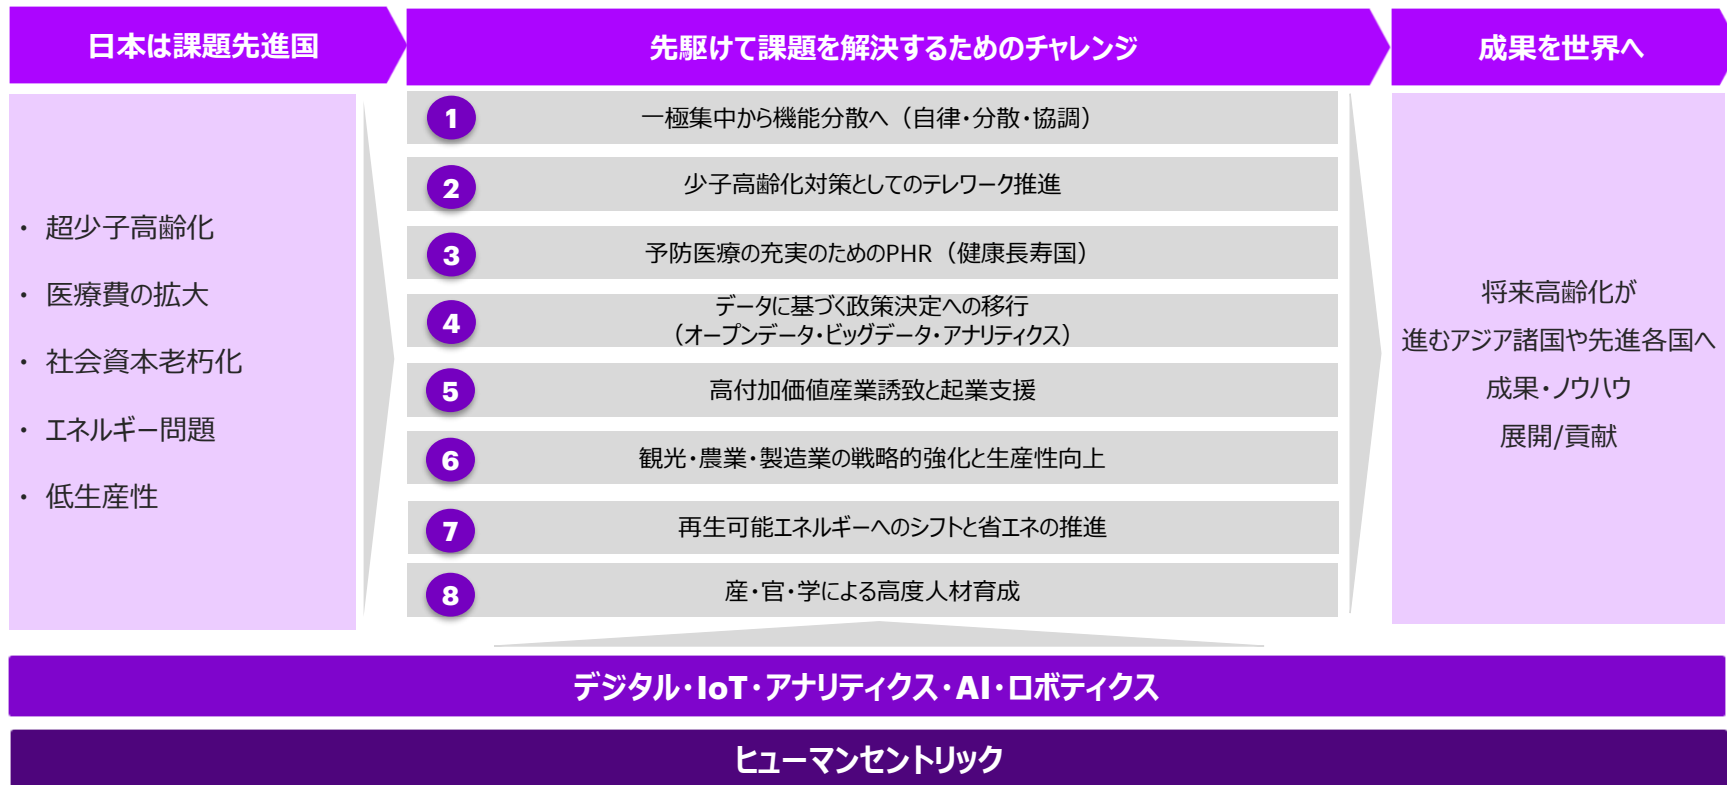 日本は課題先進国
先駆けて課題を解決するためのチャレンジ
成果を世界へ
・ 超少子高齢化
・ 医療費の拡大
・ 社会資本老朽化
・ エネルギー問題
・ 低生産性
1 一極集中から機能分散へ（自律・分散・協調）
2 少子高齢化対策としてのテレワーク推進
3 予防医療の充実のためのPHR（健康長寿国）
4 データに基づく政策決定への移行
（オープンデータ・ビッグデータ・アナリティクス）
5 高付加価値産業誘致と起業支援
6 観光・農業・製造業の戦略的強化と生産性向上
7 再生可能エネルギーへのシフトと省エネの推進
8 産・官・学による高度人材育成
将来高齢化が
進むアジア諸国や先進各国へ
成果・ノウハウ
展開/貢献
デジタル・IoT・アナリティクス・AI・ロボティクス
ヒューマンセントリック